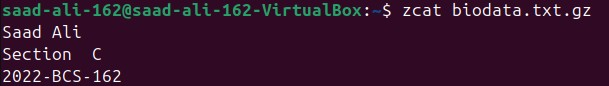 saad-ali-162@saad-ali-162-VirtualBox:~$ zcat biodata.txt.gz
Saad Ali
Section  C
2022-BCS-162